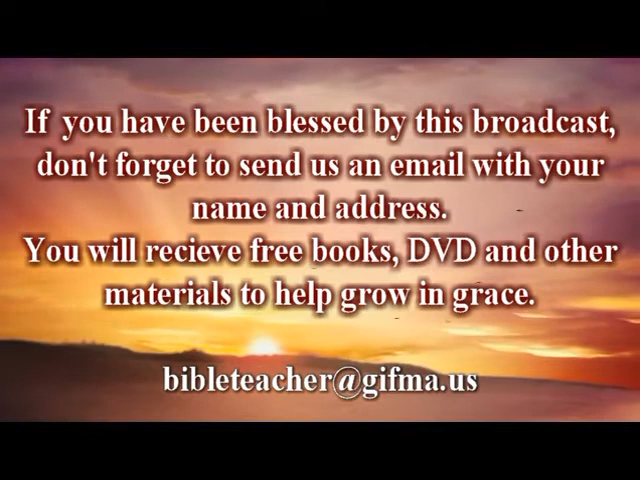 If you have been blessed by this broadcast,
don't forget to send us an email with your
name and address.
You will recieve free books, DVD and other
materials to help grow in grace.
bibleteacher@gifma.us